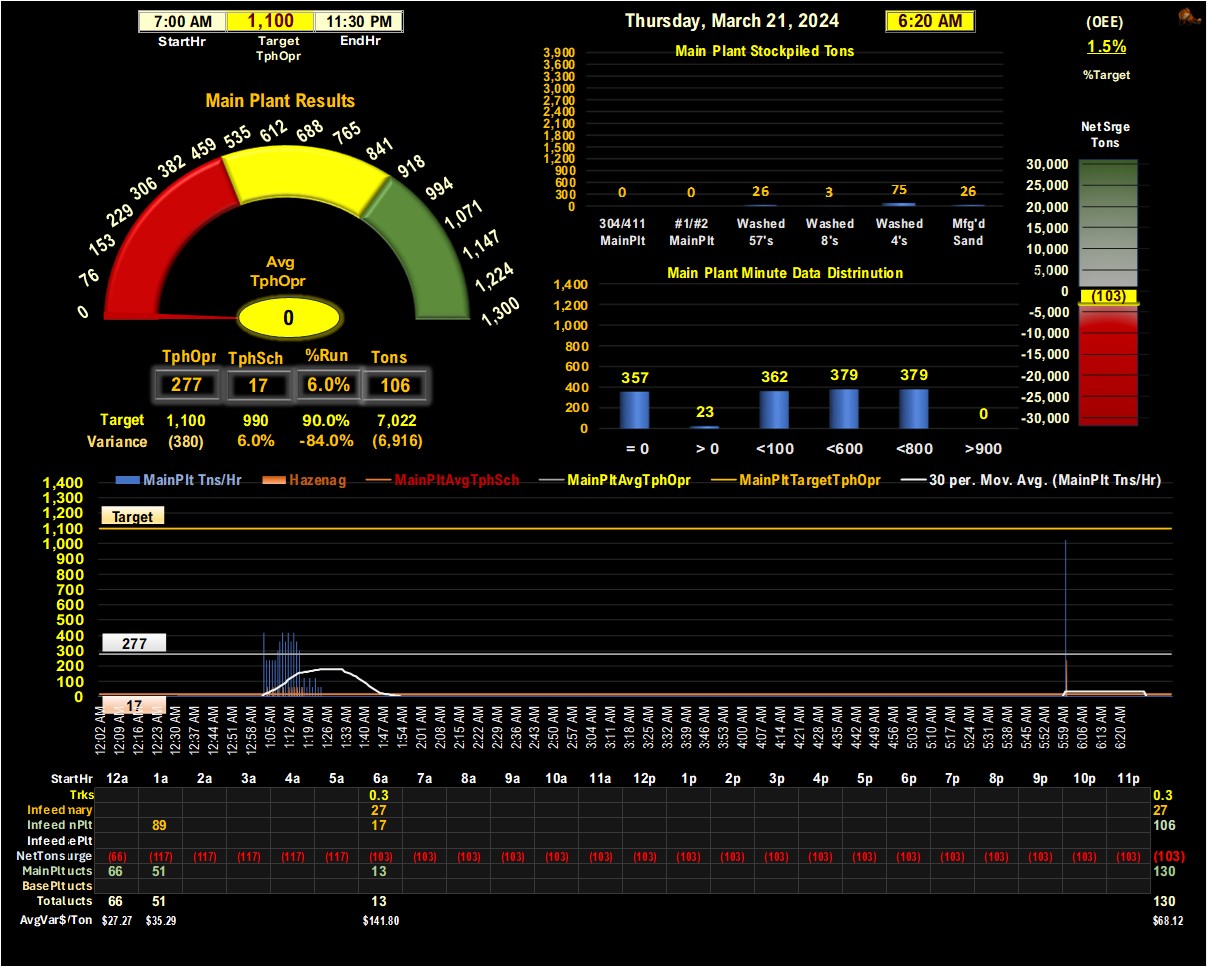 7:00 AM 1,100 11:30 PM
StartHr Target EndHr
TphOpr
Thursday, March 21, 2024 6:20 AM
(OEE)
1.5%
%Target
Main Plant Results
0 76 153 229 306 382 459 535 612 688 765 841 918 994 1,071 1,147 1,224 1,300
Avg
TphOpr
0
TphOpr TphSch %Run Tons
277 17 6.0% 106
Target 1,100 990 90.0% 7,022
Variance (380) 6.0% -84.0% (6,916)
Main Plant Stockpiled Tons
3,900
3,600
3,300
3,000
2,700
2,400
2,100
1,800
1,500
1,200
900
600
300
0
0 0 26 3 75 26
304/411 #1/#2 Washed Washed Washed Mfg'd
MainPlt MainPlt 57's 8's 4's Sand
Main Plant Minute Data Distrinution
1,400
1,200
1,000
800
600
400
200
0
357 23 362 379 379 0
= 0 > 0 <100 <600 <800 >900
Net Srge
Tons
30,000
25,000
20,000
15,000
10,000
5,000
0
(103)
-5,000
-10,000
-15,000
-20,000
-25,000
-30,000
MainPlt Tns/Hr Hazenag MainPltAvgTphSch MainPltAvgTphOpr MainPltTargetTphOpr 30 per. Mov. Avg. (MainPlt Tns/Hr)
1,400
1,300
1,200
1,100
1,000
900
800
700
600
500
400
300
200
100
0
Target
277
17
12:02 AM 12:09 AM 12:16 AM 12:23 AM 12:30 AM 12:37 AM 12:44 AM 12:51 AM 12:58 AM 1:05 AM 1:12 AM 1:19 AM 1:26 AM 1:33 AM 1:40 AM 1:47 AM 1:54 AM 2:01 AM 2:08 AM 2:15 AM 2:22 AM 2:29 AM 2:36 AM 2:43 AM 2:50 AM 2:57 AM 3:04 AM 3:11 AM 3:18 AM 3:25 AM 3:32 AM 3:39 AM 3:46 AM 3:53 AM 4:00 AM 4:07 AM 4:14 AM 4:21 AM 4:28 AM 4:35 AM 4:42 AM 4:49 AM 4:56 AM 5:03 AM 5:10 AM 5:17 AM 5:24 AM 5:31 AM 5:38 AM 5:45 AM 5:52 AM 5:59 AM 6:06 AM 6:13 AM 6:20 AM
StartHr 12a 1a 2a 3a 4a 5a 6a 7a 8a 9a 10a 11a 12p 1p 2p 3p 4p 5p 6p 7p 8p 9p 10p 11p
Trks 0.3 0.3
Infeed nary 27 27
Infeed nPlt 89 17 106
Infeed ePlt
NetTons urge (66) (117) (117) (117) (117) (117) (103) (103) (103) (103) (103) (103) (103) (103) (103) (103) (103) (103) (103) (103) (103) (103) (103) (103) (103)
MainPlt ucts 66 51 13 130
BasePlt ucts
Total ucts 66 51 13 130
AvgVar$/Ton $27.27 $35.29 $141.80 $68.12